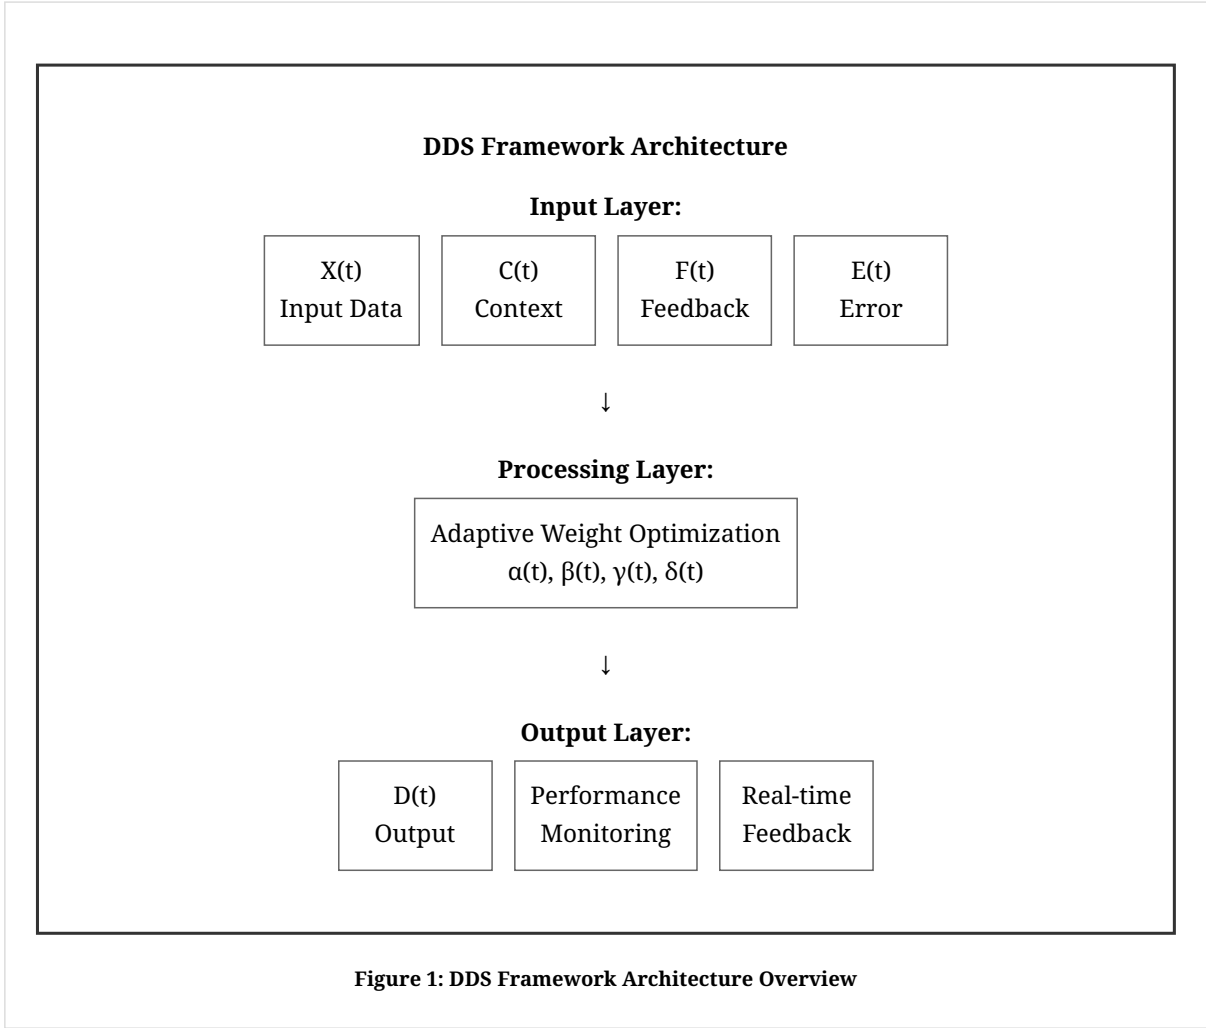 DDS Framework Architecture
Input Layer:
X(t)
Input Data
C(t)
Context
F(t)
Feedback
E(t)
Error
↓
Processing Layer:
Adaptive Weight Optimization
α(t), β(t), γ(t), δ(t)
↓
Output Layer:
D(t)
Output
Performance
Monitoring
Real-time
Feedback
Figure 1: DDS Framework Architecture Overview